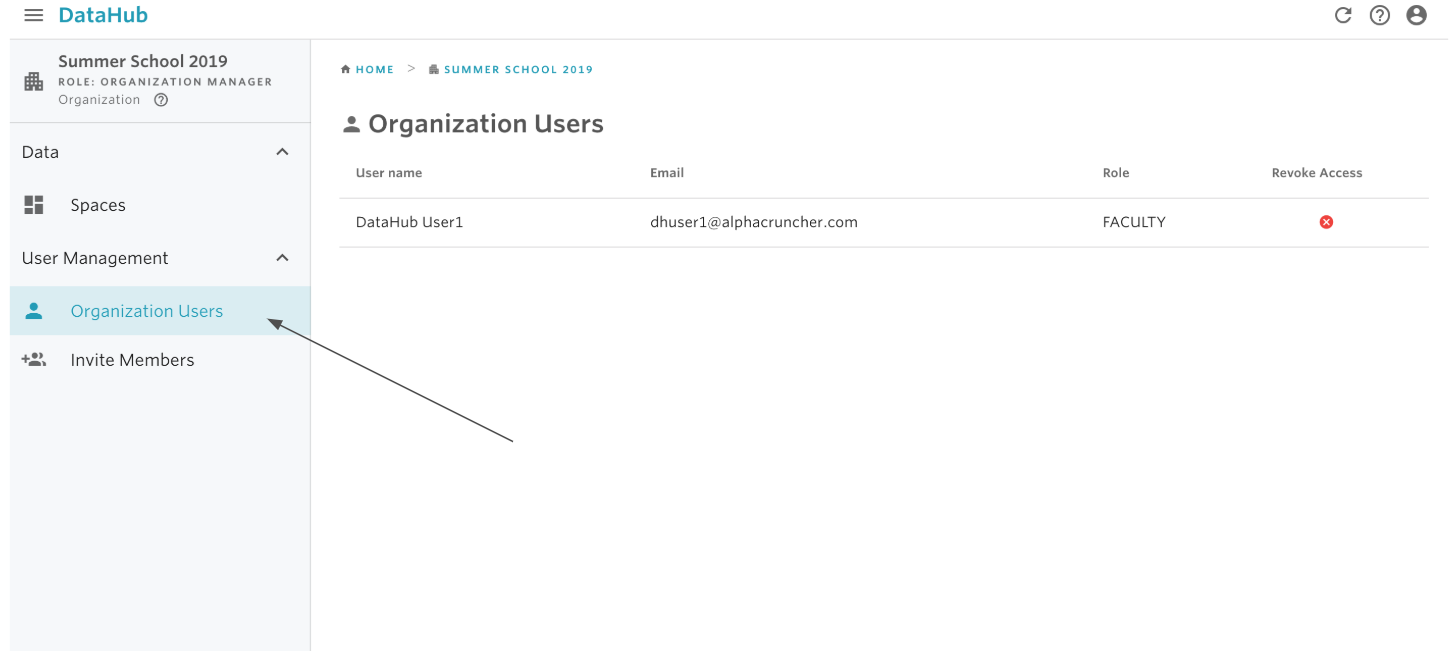 DataHub
Summer School 2019
ROLE: ORGANIZATION MANAGER
Organization
Data
Spaces
User Management
Organization Users
Invite Members
HOME > SUMMER SCHOOL 2019
Organization Users
User name Email Role Revoke Access
DataHub User1 dhuser1@alphacruncher.com FACULTY